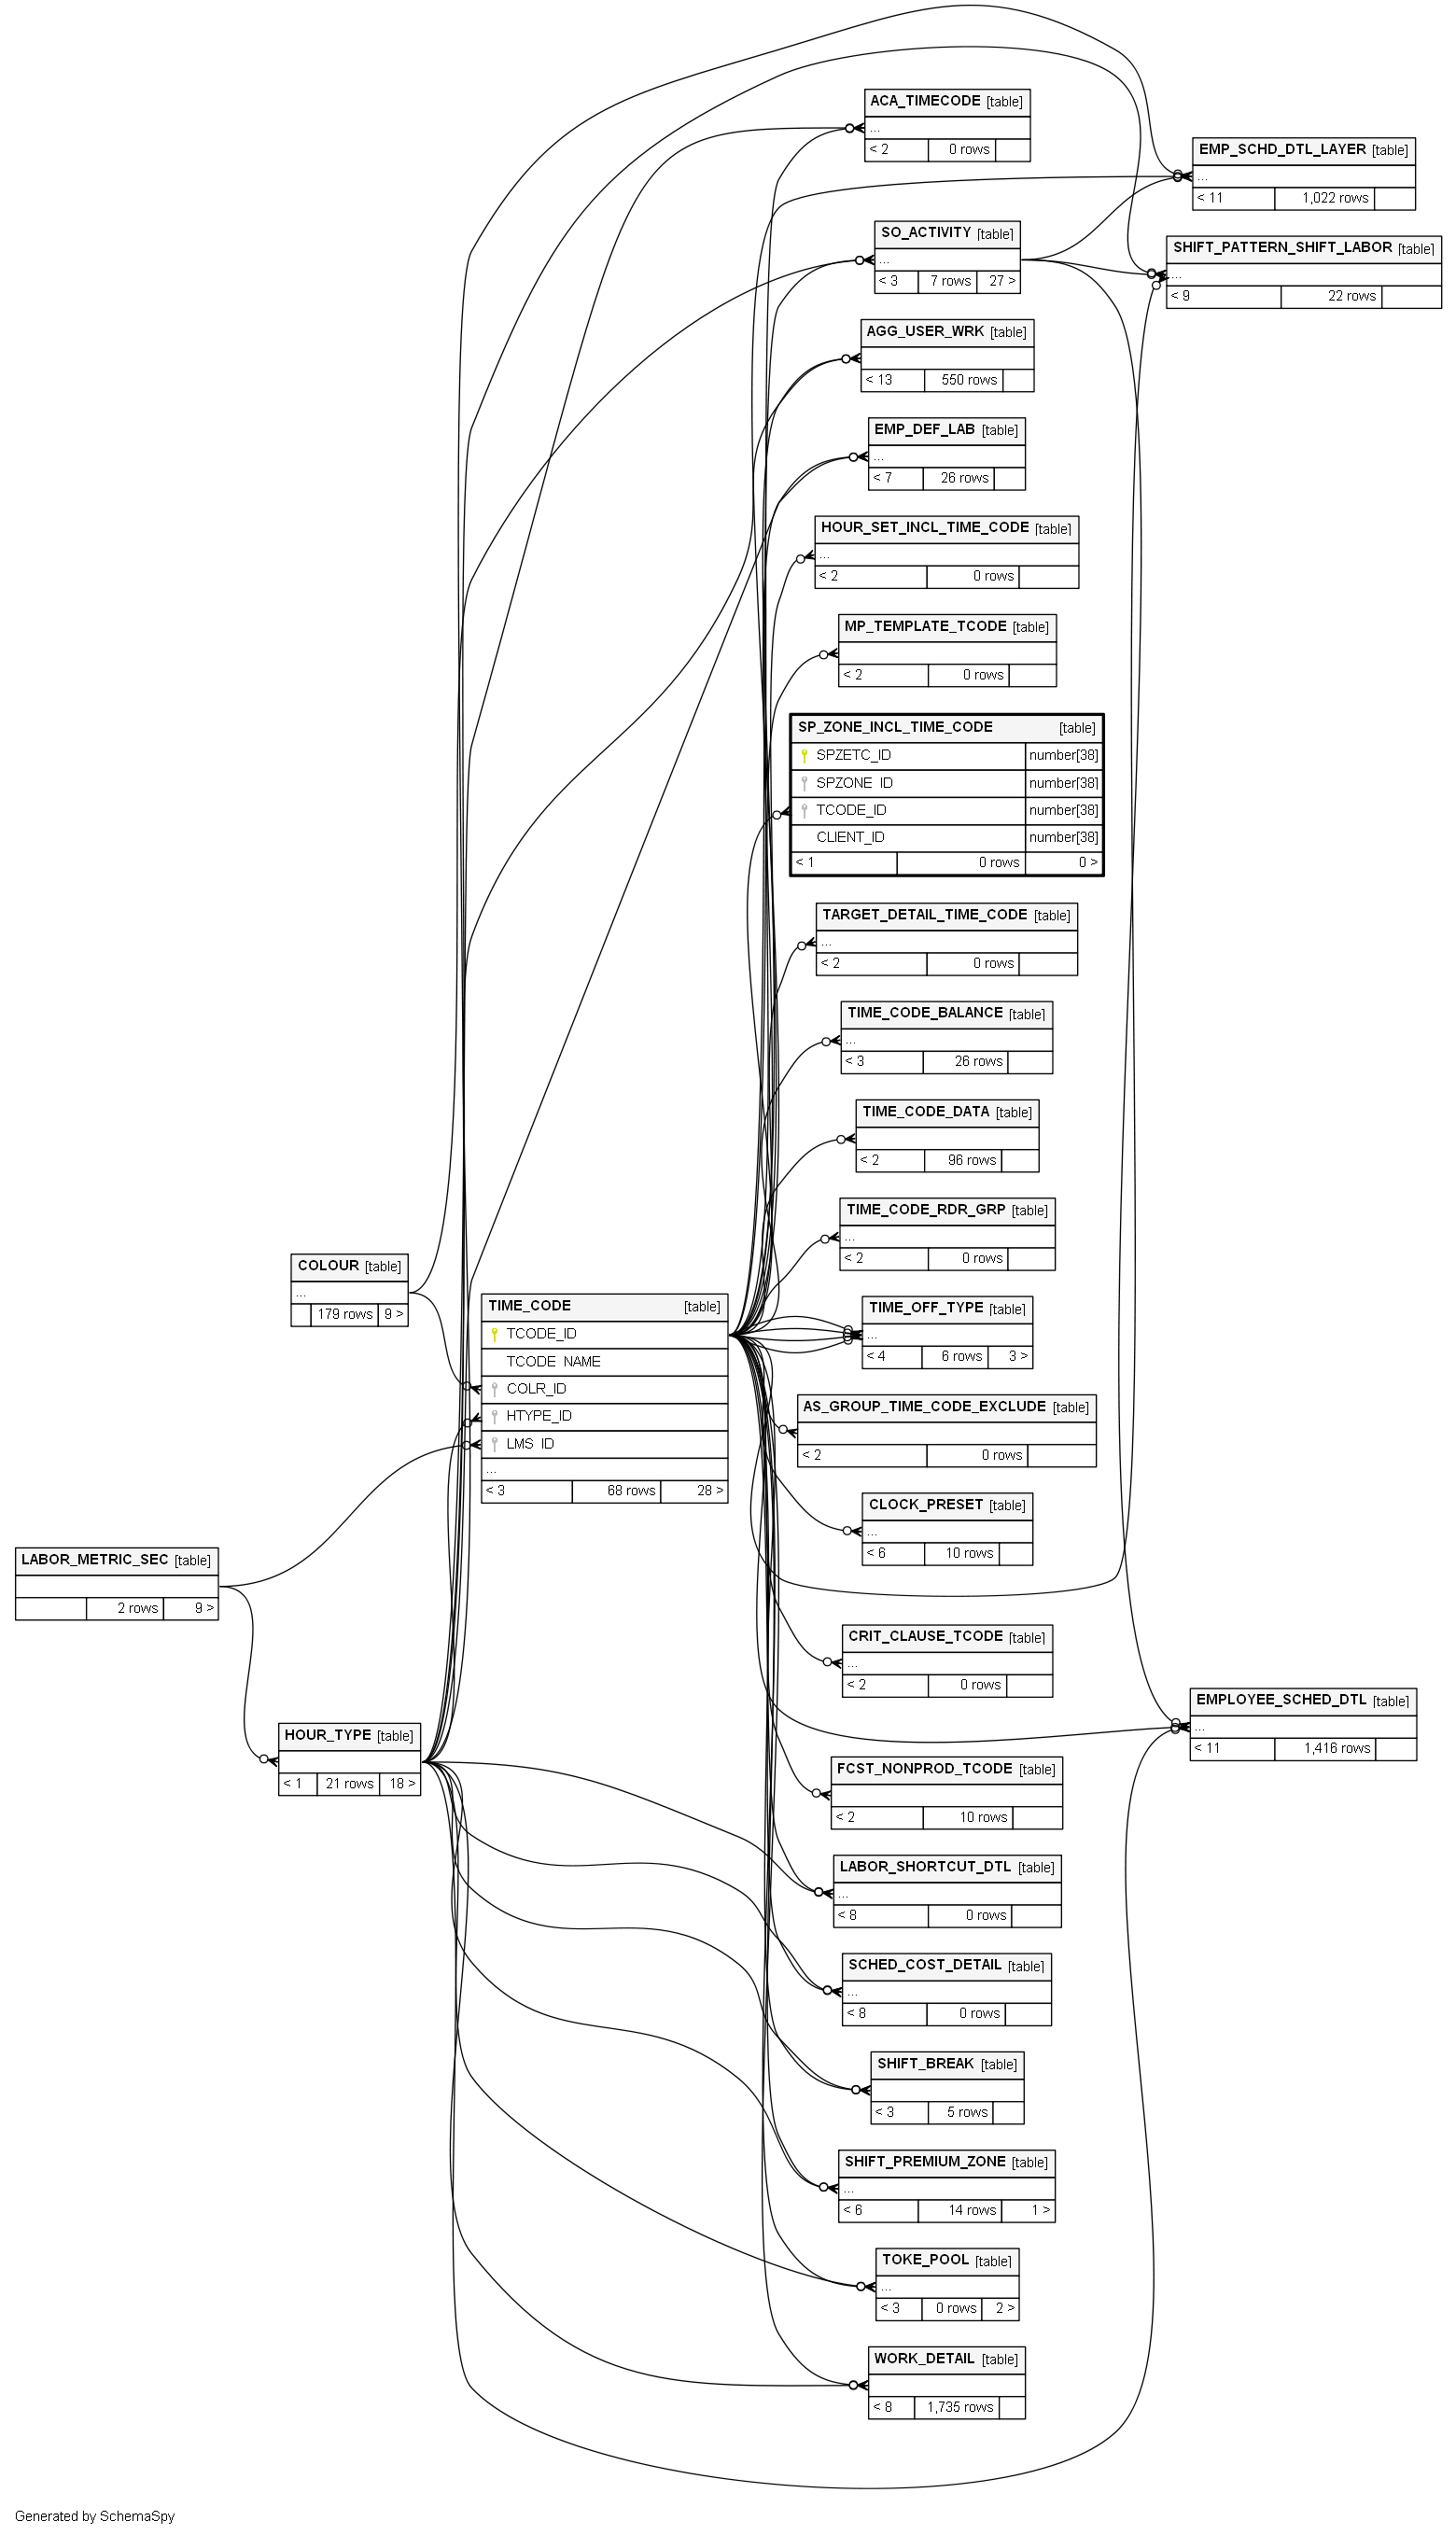 ACA_TIMECODE [table]
...
< 2 0 rows
EMP_SCHD_DTL_LAYER [table]
...
< 11 1,022 rows
SO_ACTIVITY [table]
...
< 3 7 rows 27 >
SHIFT_PATTERN_SHIFT_LABOR [table]
...
< 9 22 rows
AGG_USER_WRK [table]
< 13 550 rows
EMP_DEF_LAB [table]
...
< 7 26 rows
HOUR_SET_INCL_TIME_CODE [table]
...
< 2 0 rows
MP_TEMPLATE_TCODE [table]
< 2 0 rows
SP_ZONE_INCL_TIME_CODE [table]
SPZETC_ID number[38]
SPZONE_ID number[38]
TCODE_ID number[38]
CLIENT_ID number[38]
< 1 0 rows 0 >
TARGET_DETAIL_TIME_CODE [table]
...
< 2 0 rows
TIME_CODE_BALANCE [table]
...
< 3 26 rows
TIME_CODE_DATA [table]
< 2 96 rows
TIME_CODE_RDR_GRP [table]
...
< 2 0 rows
COLOUR [table]
...
179 rows 9 >
TIME_CODE [table]
TCODE_ID
TCODE_NAME
COLR_ID
HTYPE_ID
LMS_ID
...
< 3 68 rows 28 >
TIME_OFF_TYPE [table]
...
< 4 6 rows 3 >
AS_GROUP_TIME_CODE_EXCLUDE [table]
< 2 0 rows
CLOCK_PRESET [table]
...
< 6 10 rows
LABOR_METRIC_SEC [table]
2 rows 9 >
CRIT_CLAUSE_TCODE [table]
...
< 2 0 rows
EMPLOYEE_SCHED_DTL [table]
...
< 11 1,416 rows
HOUR_TYPE [table]
< 1 21 rows 18 >
FCST_NONPROD_TCODE [table]
< 2 10 rows
LABOR_SHORTCUT_DTL [table]
...
< 8 0 rows
SCHED_COST_DETAIL [table]
...
< 8 0 rows
SHIFT_BREAK [table]
< 3 5 rows
SHIFT_PREMIUM_ZONE [table]
...
< 6 14 rows 1 >
TOKE_POOL [table]
...
< 3 0 rows 2 >
WORK_DETAIL [table]
< 8 1,735 rows
Generated by SchemaSpy